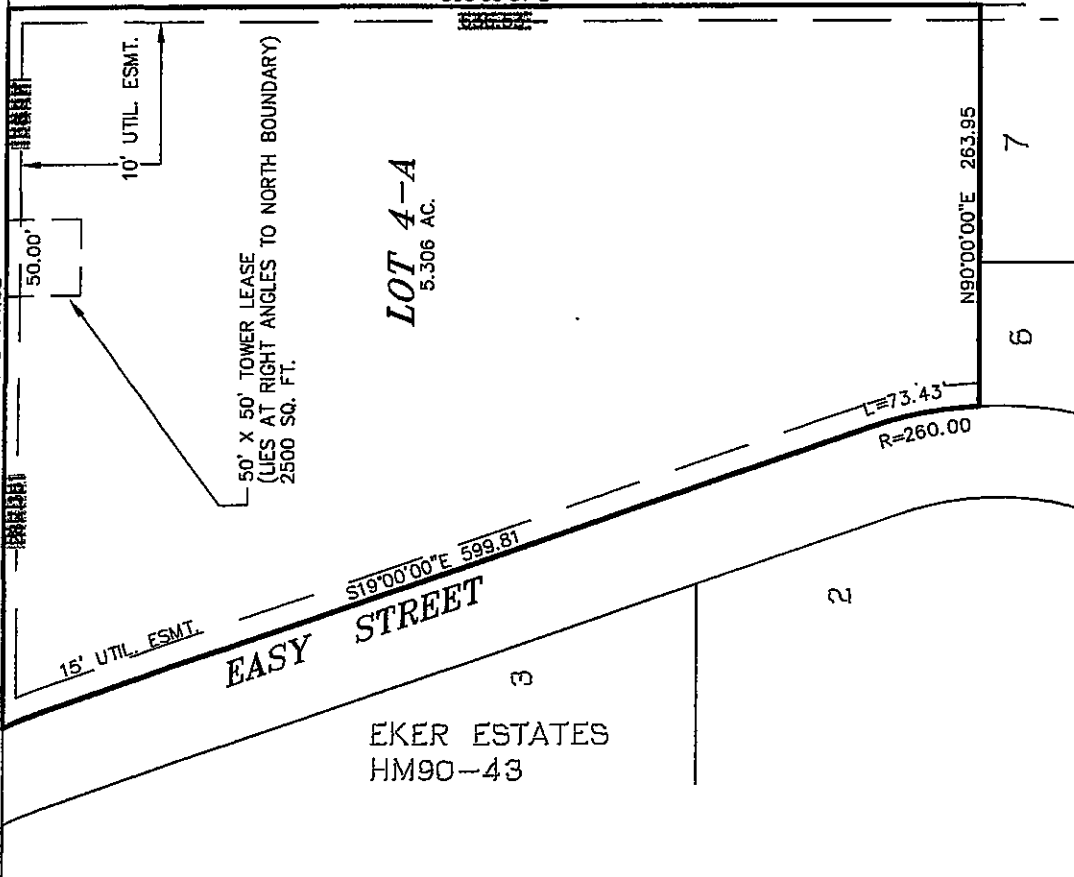 10' UTIL. ESMT.
50.00'
50' X 50' TOWER LEASE
(LIES AT RIGHT ANGLES TO NORTH BOUNDARY)
2500 SQ. FT.
LOT 4-A
5.306 AC.
N90°00'00"E 263.95
7
6
L=73.43'
R=260.00
S19°00'00"E 599.81
15' UTIL. ESMT.
EASY STREET
3
2
EKER ESTATES
HM90-43